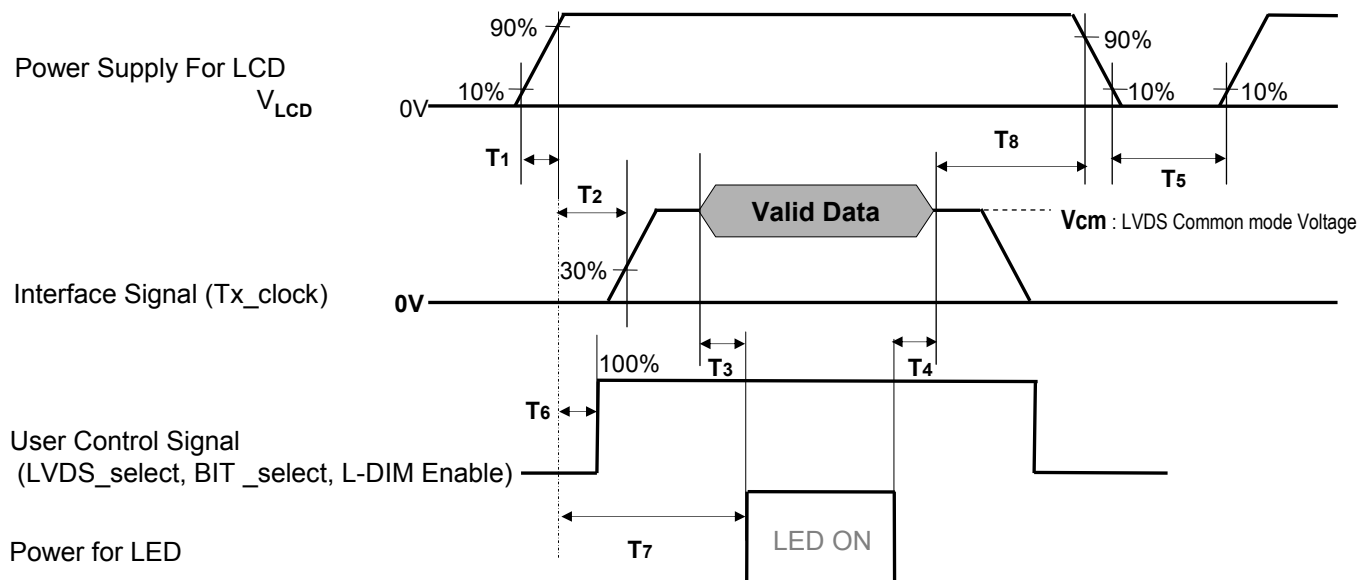 90%
90%
Power Supply For LCD
VLCD
10%
10%
10%
0V
T1
T8
T2
T5
Valid Data
Vcm : LVDS Common mode Voltage
30%
Interface Signal (Tx_clock)
0V
T3
T4
100%
T6
User Control Signal
(LVDS_select, BIT _select, L-DIM Enable)
T7
LED ON
Power for LED